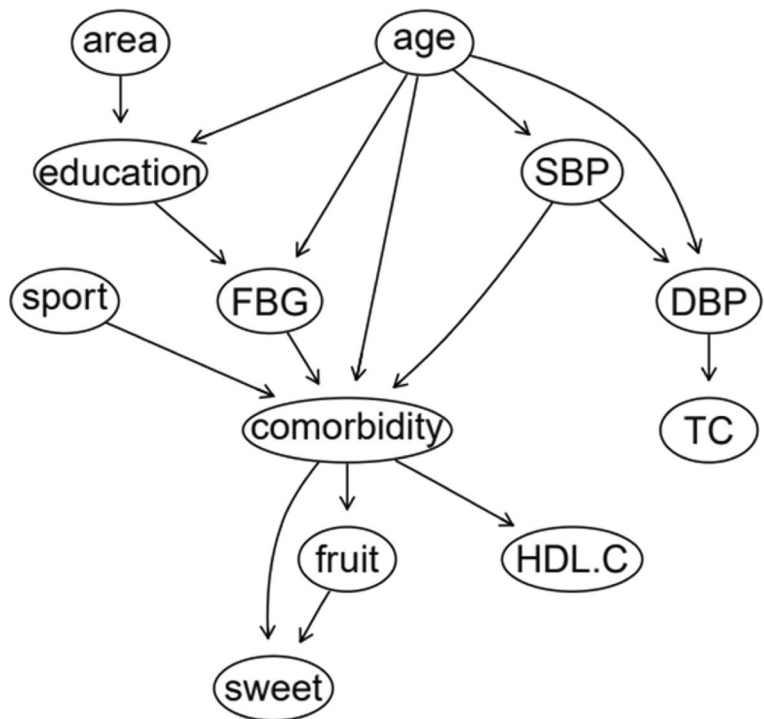 area
age
education
SBP
sport
FBG
DBP
comorbidity
TC
fruit
HDL.C
sweet